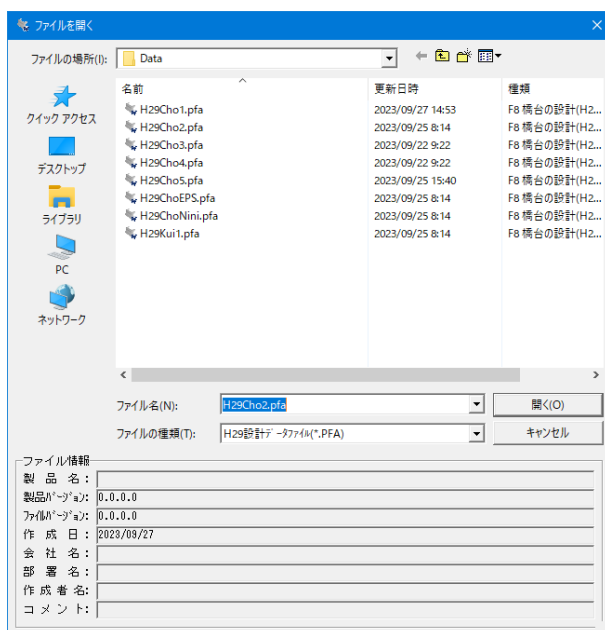 ファイルを開く
ファイルの場所(I): Data
名前 更新日時 種類
H29Cho1.pfa 2023/09/27 14:53 F8 橋台の設計(H2...
H29Cho2.pfa 2023/09/25 8:14 F8 橋台の設計(H2...
H29Cho3.pfa 2023/09/22 9:22 F8 橋台の設計(H2...
H29Cho4.pfa 2023/09/22 9:22 F8 橋台の設計(H2...
H29Cho5.pfa 2023/09/25 15:40 F8 橋台の設計(H2...
H29ChoEPS.pfa 2023/09/25 8:14 F8 橋台の設計(H2...
H29ChoNini.pfa 2023/09/25 8:14 F8 橋台の設計(H2...
H29Kui1.pfa 2023/09/25 8:14 F8 橋台の設計(H2...
クイック アクセス
デスクトップ
ライブラリ
PC
ネットワーク
ファイル名(N): H29Cho2.pfa 開く(O)
ファイルの種類(T): H29設計ﾃﾞｰﾀﾌｧｲﾙ(*.PFA) キャンセル
ファイル情報
製 品 名:
製品ﾊﾞｰｼﾞｮﾝ: 0.0.0.0
ﾌｧｲﾙﾊﾞｰｼﾞｮﾝ: 0.0.0.0
作 成 日: 2023/09/27
会 社 名:
部 署 名:
作 成 者 名:
コ メ ン ト: